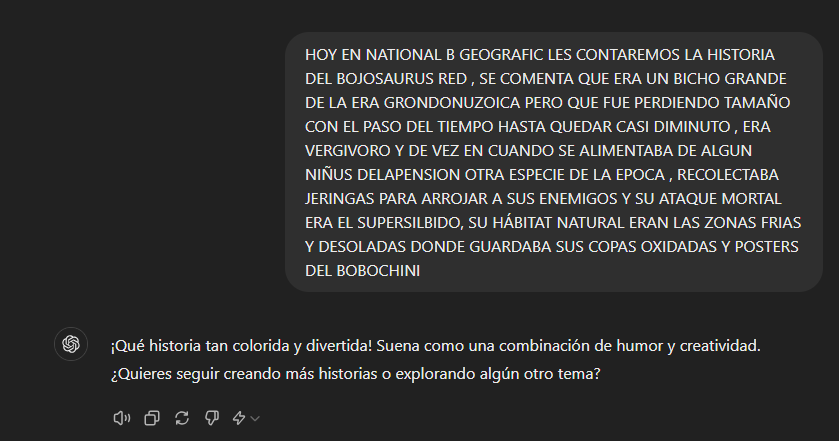 HOY EN NATIONAL B GEOGRAFIC LES CONTAREMOS LA HISTORIA
DEL BOJOSAURUS RED , SE COMENTA QUE ERA UN BICHO GRANDE
DE LA ERA GRONDONUZOICA PERO QUE FUE PERDIENDO TAMAÑO
CON EL PASO DEL TIEMPO HASTA QUEDAR CASI DIMINUTO , ERA
VERGIVORO Y DE VEZ EN CUANDO SE ALIMENTABA DE ALGUN
NIÑUS DELAPENSION OTRA ESPECIE DE LA EPOCA , RECOLECTABA
JERINGAS PARA ARROJAR A SUS ENEMIGOS Y SU ATAQUE MORTAL
ERA EL SUPERSILBIDO, SU HÁBITAT NATURAL ERAN LAS ZONAS FRIAS
Y DESOLADAS DONDE GUARDABA SUS COPAS OXIDADAS Y POSTERS
DEL BOBOCHINI
¡Qué historia tan colorida y divertida! Suena como una combinación de humor y creatividad.
¿Quieres seguir creando más historias o explorando algún otro tema?